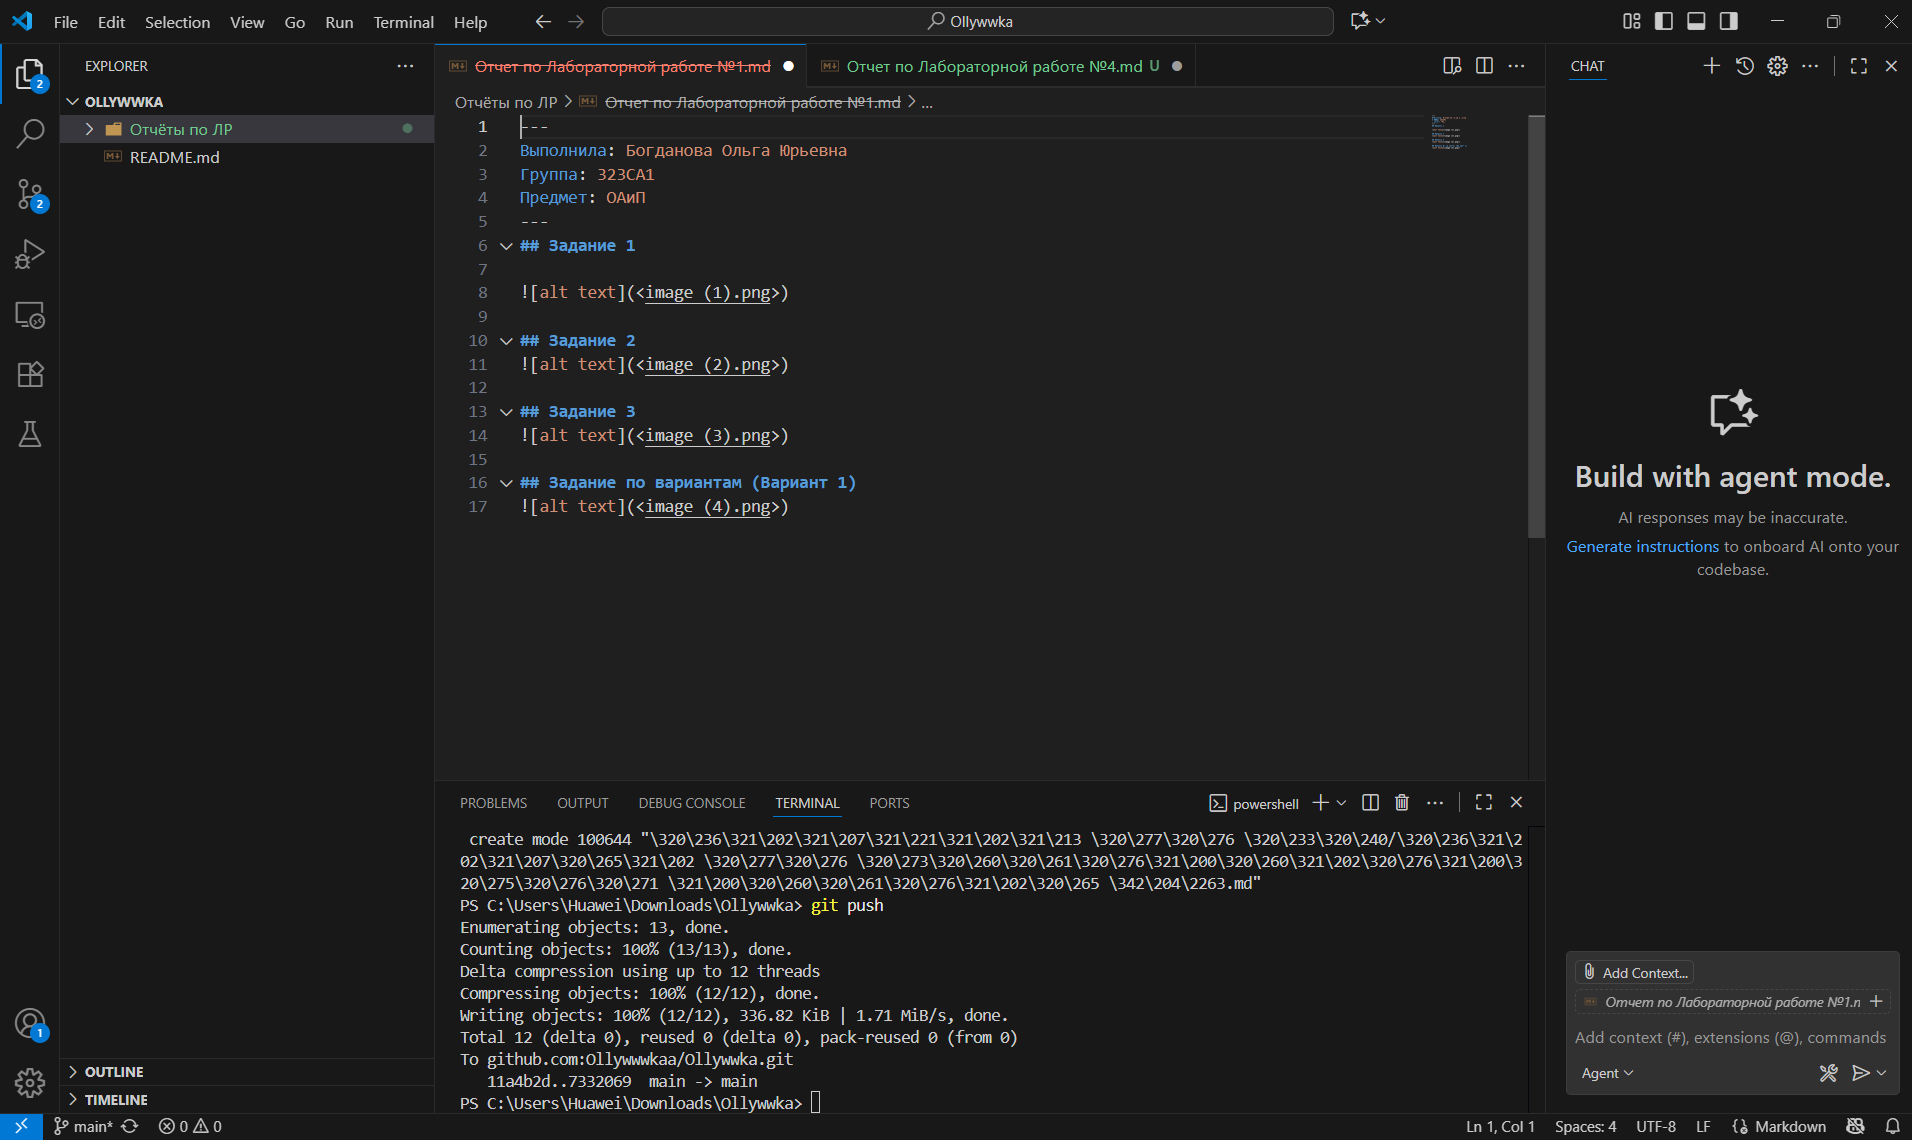 File Edit Selection View Go Run Terminal Help
Ollywwka
EXPLORER
OLLYWWKA
Отчёты по ЛР
README.md
2
2
1
OUTLINE
TIMELINE
Отчет по Лабораторной работе №1.md
Отчет по Лабораторной работе №4.md U
Отчёты по ЛР > Отчет по Лабораторной работе №1.md > ...
1 ---
2 Выполнила: Богданова Ольга Юрьевна
3 Группа: 323СА1
4 Предмет: ОАиП
5 ---
6 ## Задание 1
7
8 ![alt text](<image (1).png>)
9
10 ## Задание 2
11 ![alt text](<image (2).png>)
12
13 ## Задание 3
14 ![alt text](<image (3).png>)
15
16 ## Задание по вариантам (Вариант 1)
17 ![alt text](<image (4).png>)
PROBLEMS OUTPUT DEBUG CONSOLE TERMINAL PORTS
powershell
create mode 100644 "\320\236\321\202\321\207\321\221\321\202\321\213 \320\277\320\276 \320\233\320\240/\320\236\321\2
02\321\207\320\265\321\202 \320\277\320\276 \320\273\320\260\320\261\320\276\321\200\320\260\321\202\320\276\321\200\3
20\275\320\276\320\271 \321\200\320\260\320\261\320\276\321\202\320\265 \342\204\2263.md"
PS C:\Users\Huawei\Downloads\Ollywwka> git push
Enumerating objects: 13, done.
Counting objects: 100% (13/13), done.
Delta compression using up to 12 threads
Compressing objects: 100% (12/12), done.
Writing objects: 100% (12/12), 336.82 KiB | 1.71 MiB/s, done.
Total 12 (delta 0), reused 0 (delta 0), pack-reused 0 (from 0)
To github.com:Ollywwwkaa/Ollywwka.git
11a4b2d..7332069 main -> main
PS C:\Users\Huawei\Downloads\Ollywwka>
CHAT
Build with agent mode.
AI responses may be inaccurate.
Generate instructions to onboard AI onto your
codebase.
Add Context...
Отчет по Лабораторной работе №1.m
Add context (#), extensions (@), commands
Agent
main* 0 0
Ln 1, Col 1 Spaces: 4 UTF-8 LF Markdown